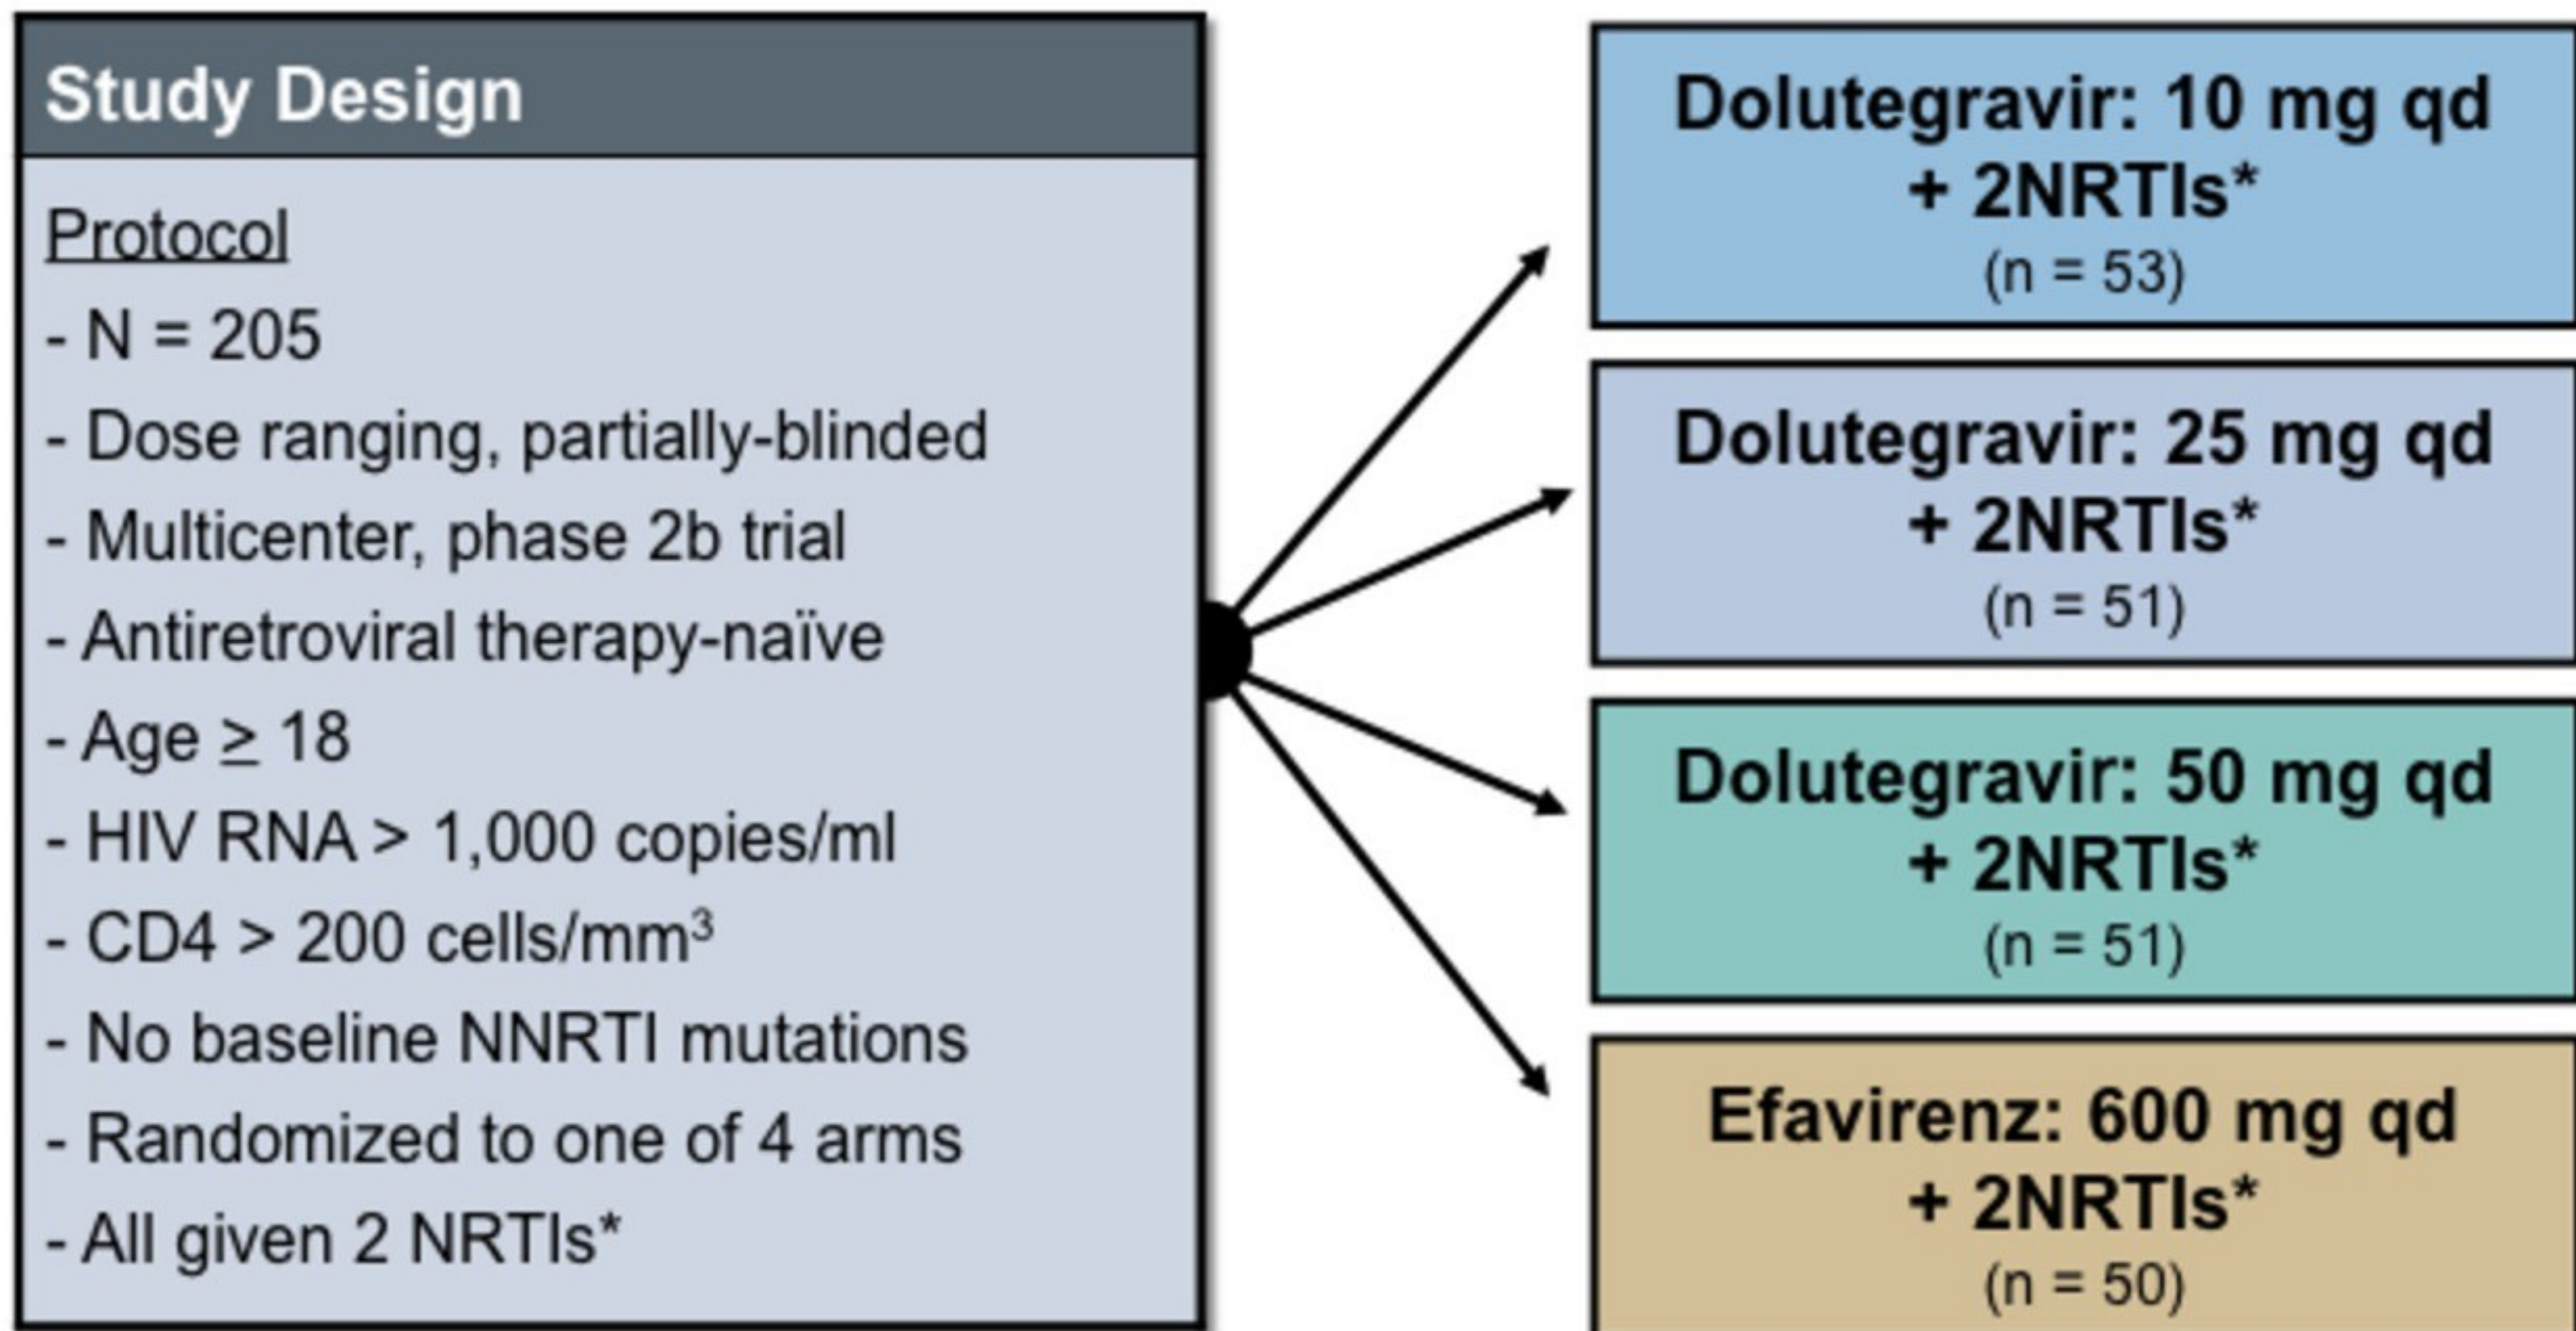 Study Design
Protocol
- N = 205
- Dose ranging, partially-blinded
- Multicenter, phase 2b trial
- Antiretroviral therapy-naïve
- Age ≥ 18
- HIV RNA > 1,000 copies/ml
- CD4 > 200 cells/mm³
- No baseline NNRTI mutations
- Randomized to one of 4 arms
- All given 2 NRTIs*
Dolutegravir: 10 mg qd
+ 2NRTIs*
(n = 53)
Dolutegravir: 25 mg qd
+ 2NRTIs*
(n = 51)
Dolutegravir: 50 mg qd
+ 2NRTIs*
(n = 51)
Efavirenz: 600 mg qd
+ 2NRTIs*
(n = 50)